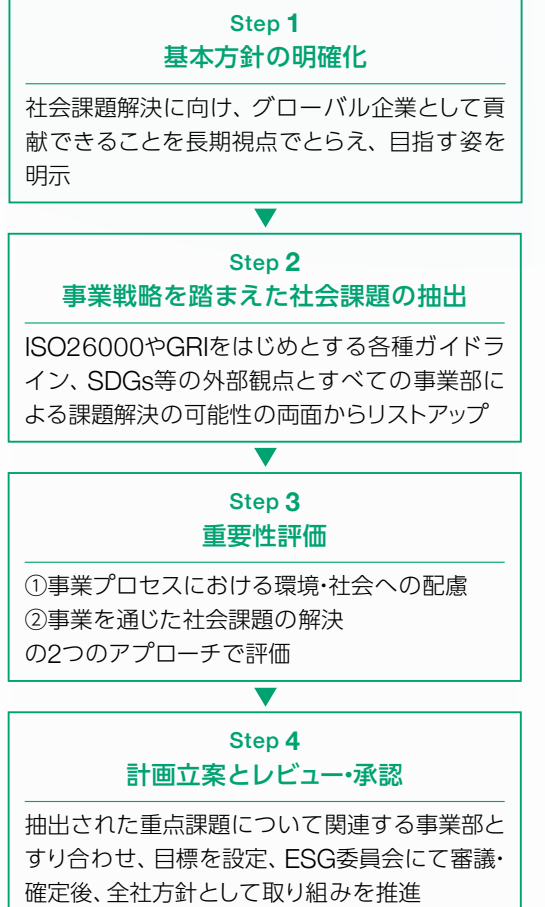 Step 1
基本方針の明確化
社会課題解決に向け、グローバル企業として貢
献できることを長期視点でとらえ、目指す姿を
明示
Step 2
事業戦略を踏まえた社会課題の抽出
ISO26000やGRIをはじめとする各種ガイドラ
イン、SDGs等の外部観点とすべての事業部に
よる課題解決の可能性の両面からリストアップ
Step 3
重要性評価
①事業プロセスにおける環境・社会への配慮
②事業を通じた社会課題の解決
の2つのアプローチで評価
Step 4
計画立案とレビュー・承認
抽出された重点課題について関連する事業部と
すり合わせ、目標を設定、ESG委員会にて審議・
確定後、全社方針として取り組みを推進